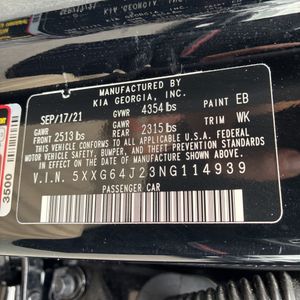 MANUFACTURED BY
KIA GEORGIA, INC.
SEP/17/21 GVWR 4354 lbs PAINT EB
GAWR GAWR
FRONT 2513 lbs REAR 2315 lbs TRIM WK
THIS VEHICLE CONFORMS TO ALL APPLICABLE U.S.A. FEDERAL
MOTOR VEHICLE SAFETY, BUMPER, AND THEFT PREVENTION
STANDARDS IN EFFECT ON THE DATE OF MANUFACTURE SHOWN ABOVE.
V.I.N. 5XXG64J23NG114939
PASSENGER CAR
3500